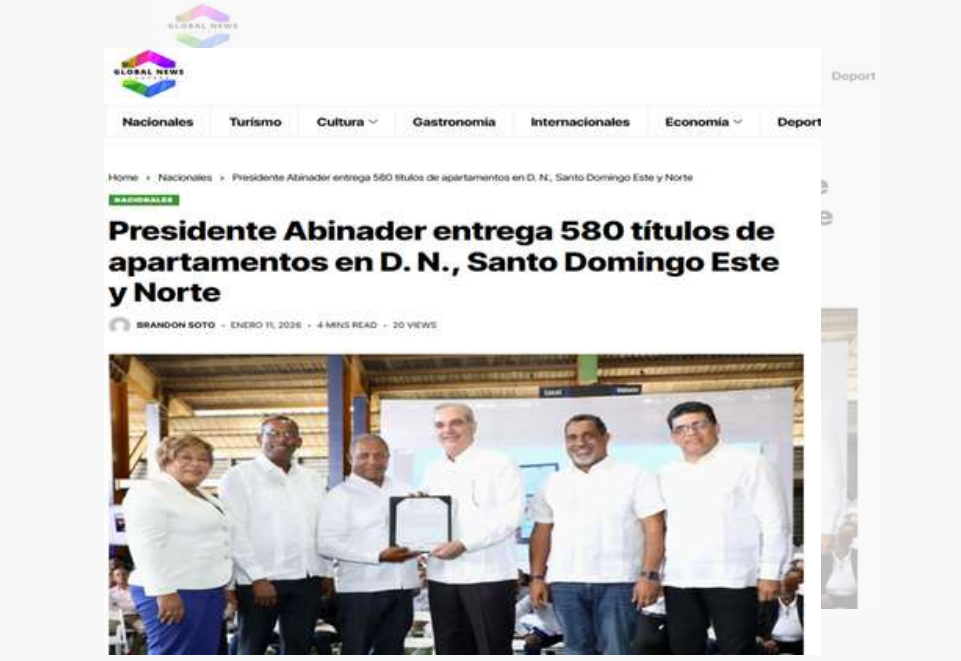 GLOBAL NEWS
Deport
GLOBAL NEWS
Nacionales Turismo Cultura Gastronomía Internacionales Economía Deport
Home Nacionales Presidente Abinader entrega 580 títulos de apartamentos en D. N., Santo Domingo Este y Norte
NACIONALES
Presidente Abinader entrega 580 títulos de
apartamentos en D. N., Santo Domingo Este
y Norte
BRANDON SOTO - ENERO 11, 2026 - 4 MINS READ - 20 VIEWS
e
e